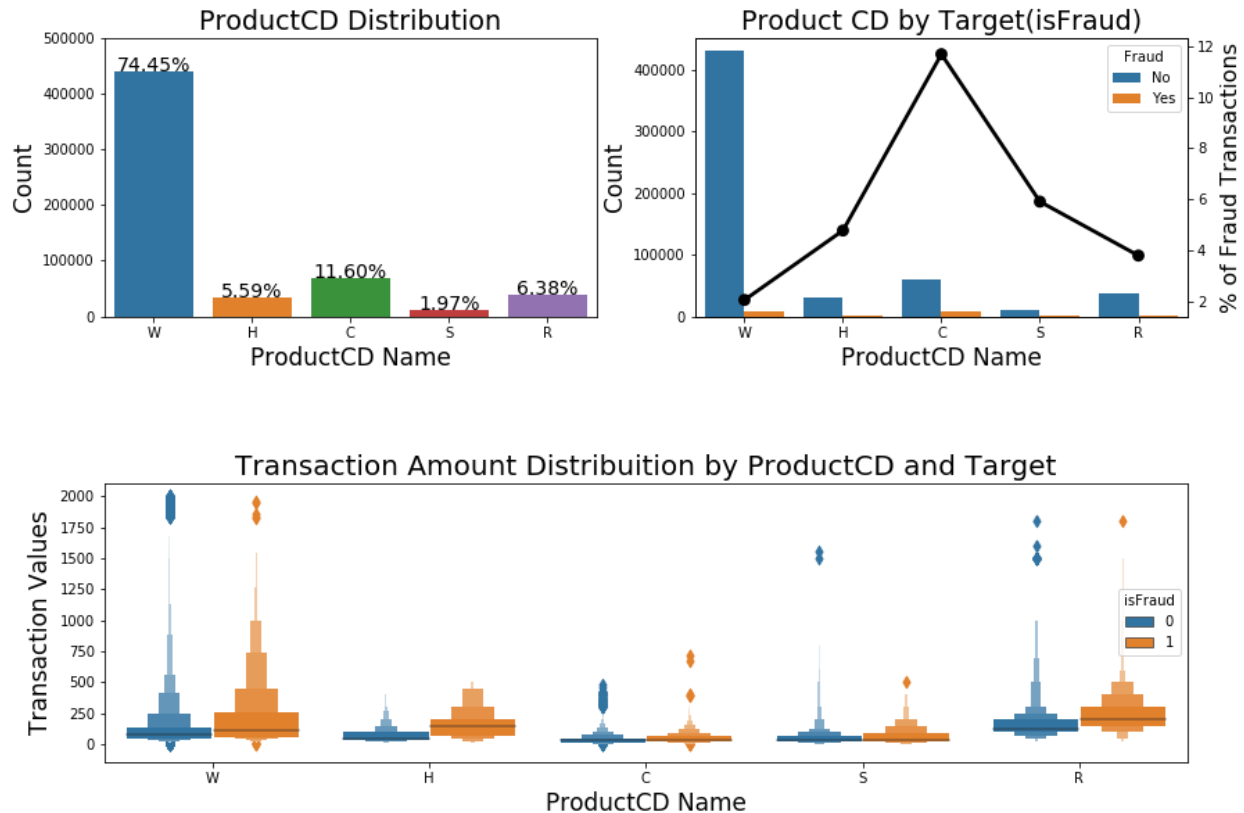 ProductCD Distribution
500000
400000
300000
200000
100000
0
Count
74.45%
5.59%
11.60%
1.97%
6.38%
W H C S R
ProductCD Name
Product CD by Target(isFraud)
400000
300000
200000
100000
0
Count
Fraud
No
Yes
12
10
8
6
4
2
% of Fraud Transactions
W H C S R
ProductCD Name
Transaction Amount Distribuition by ProductCD and Target
2000
1750
1500
1250
1000
750
500
250
0
Transaction Values
isFraud
0
1
W H C S R
ProductCD Name